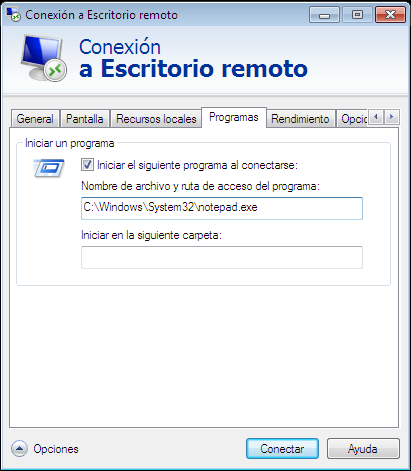 Conexión a Escritorio remoto
Conexión
a Escritorio remoto
General Pantalla Recursos locales Programas Rendimiento Opcio
Iniciar un programa
Iniciar el siguiente programa al conectarse:
Nombre de archivo y ruta de acceso del programa:
C:\Windows\System32\notepad.exe
Iniciar en la siguiente carpeta:
Opciones Conectar Ayuda